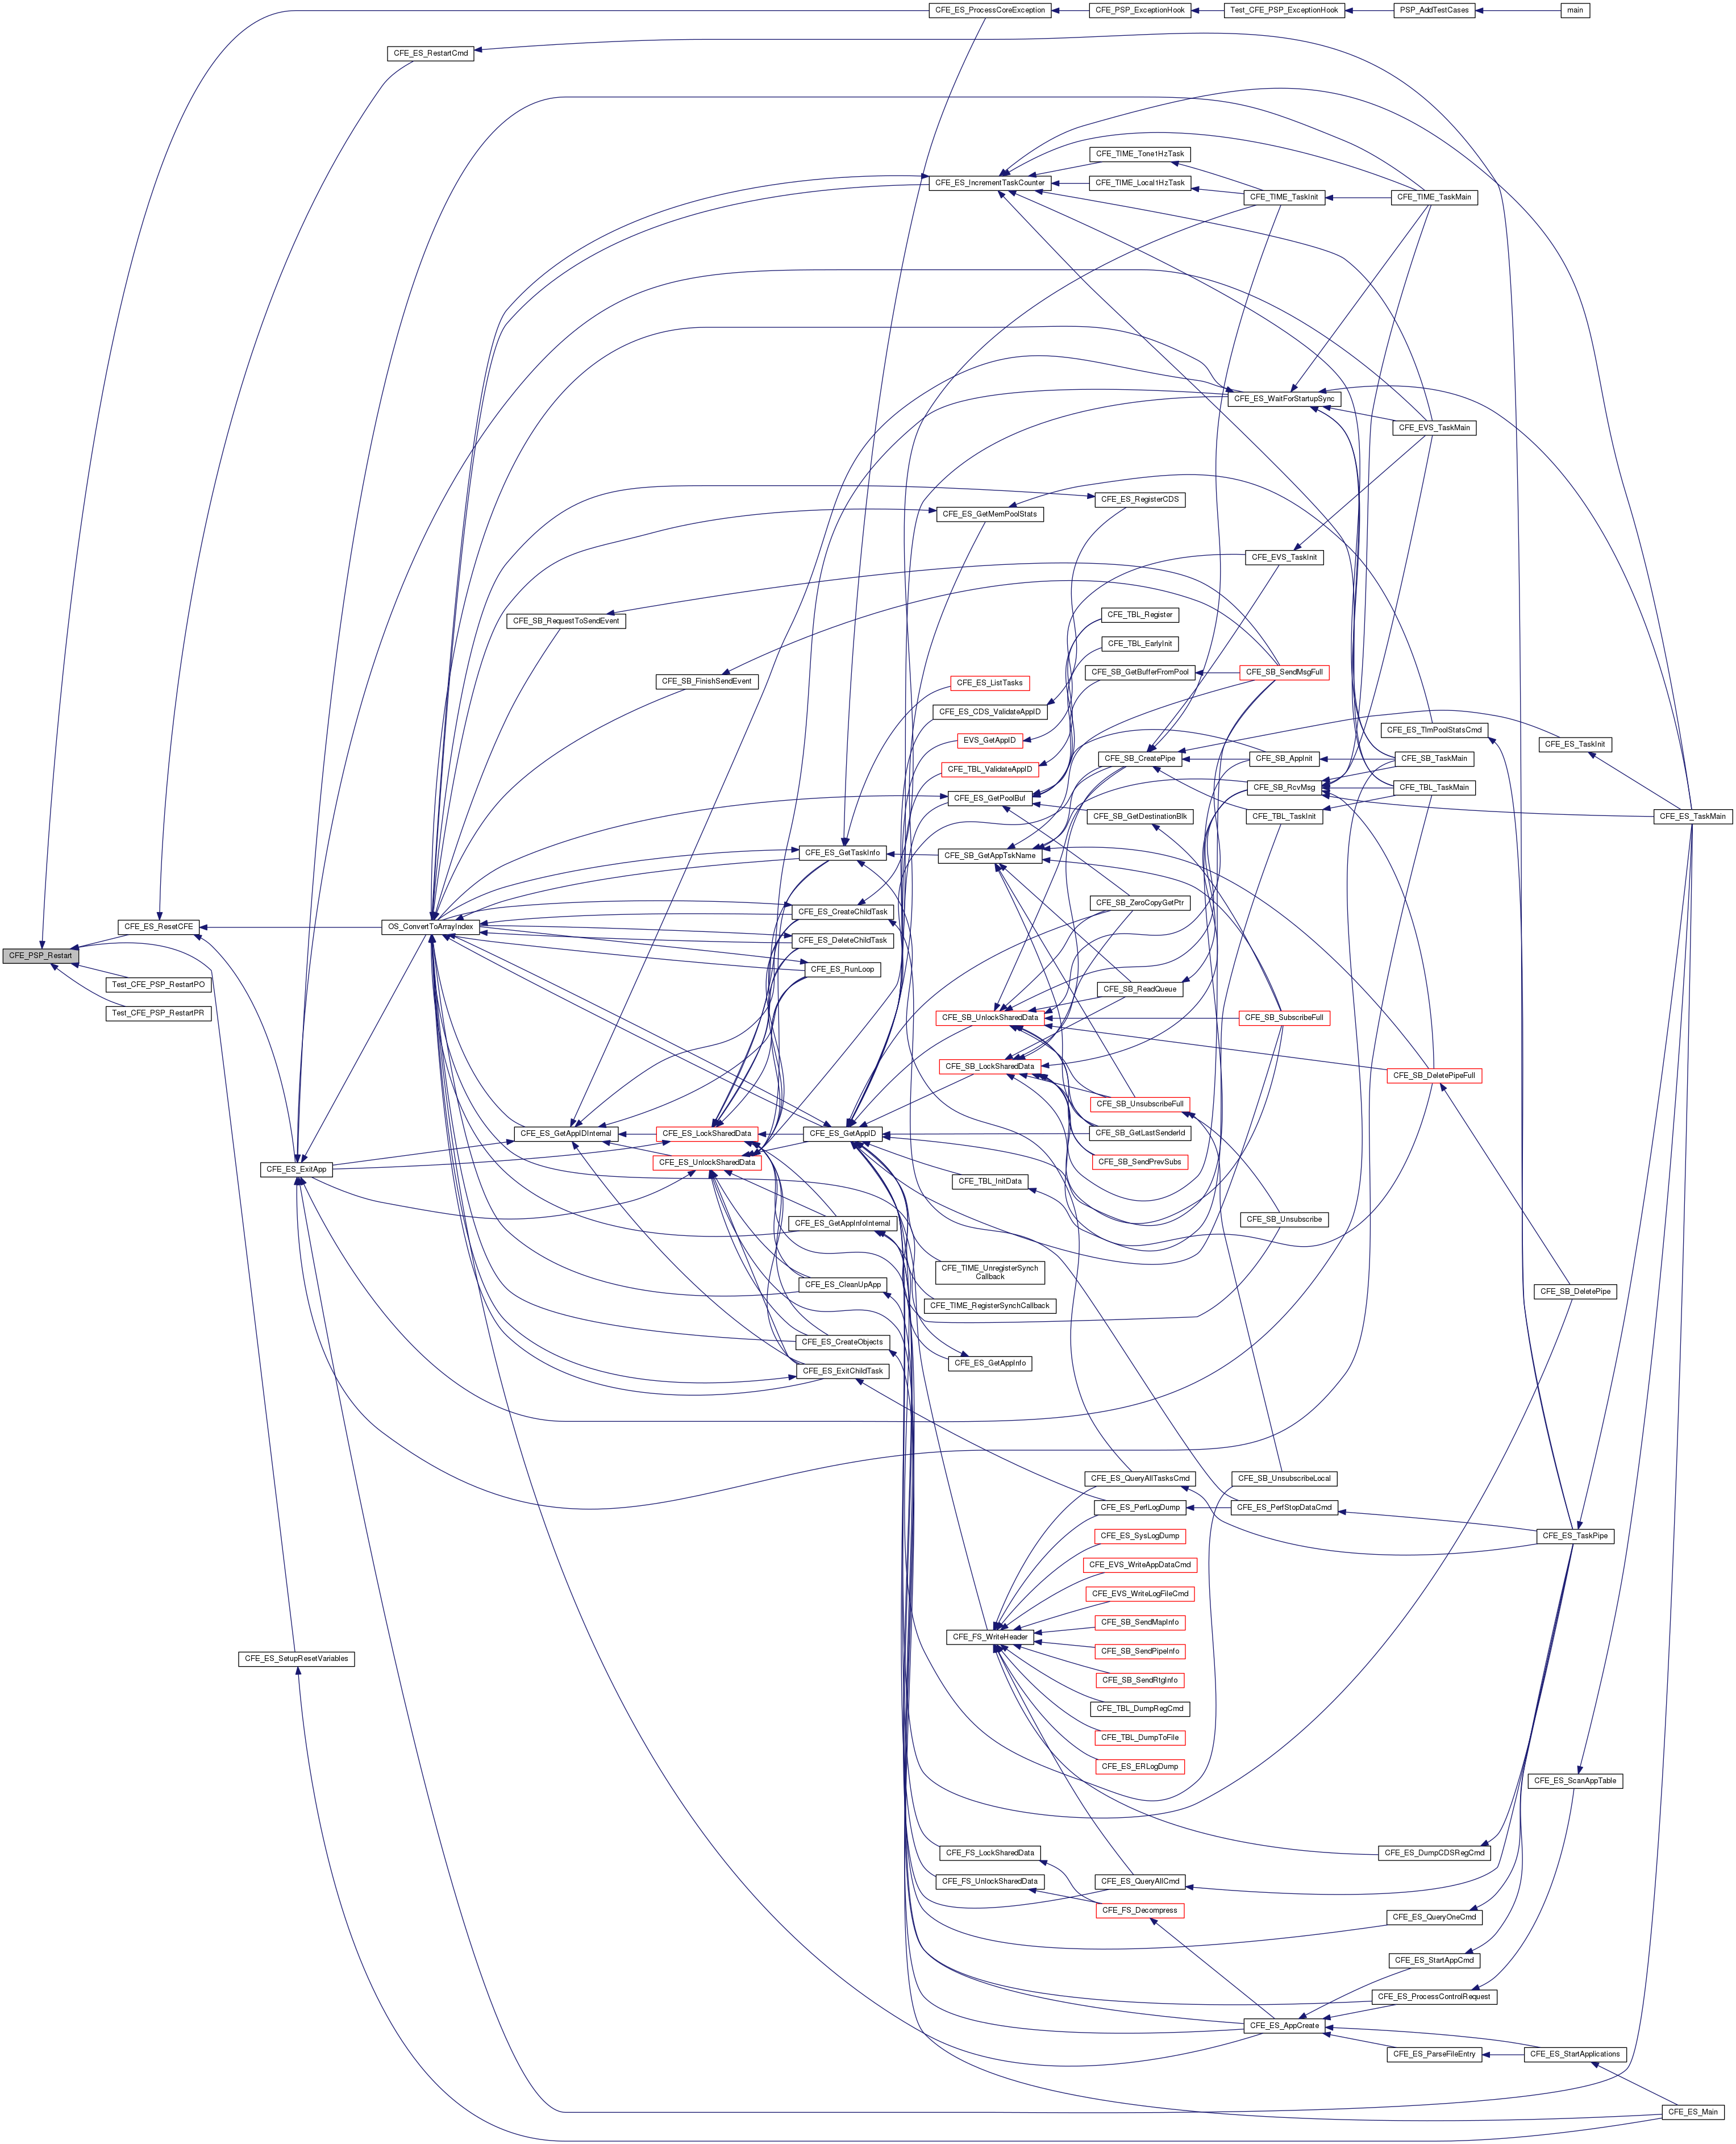 CFE_ES_ProcessCoreException
CFE_PSP_ExceptionHook
Test_CFE_PSP_ExceptionHook
PSP_AddTestCases
main
CFE_ES_RestartCmd
CFE_TIME_Tone1HzTask
CFE_ES_IncrementTaskCounter
CFE_TIME_Local1HzTask
CFE_TIME_TaskInit
CFE_TIME_TaskMain
CFE_ES_WaitForStartupSync
CFE_EVS_TaskMain
CFE_ES_RegisterCDS
CFE_ES_GetMemPoolStats
CFE_EVS_TaskInit
CFE_SB_RequestToSendEvent
CFE_TBL_Register
CFE_TBL_EarlyInit
CFE_SB_FinishSendEvent
CFE_ES_ListTasks
CFE_SB_GetBufferFromPool
CFE_SB_SendMsgFull
CFE_ES_CDS_ValidateAppID
CFE_ES_TlmPoolStatsCmd
EVS_GetAppID
CFE_ES_TaskInit
CFE_TBL_ValidateAppID
CFE_SB_CreatePipe
CFE_SB_AppInit
CFE_SB_TaskMain
CFE_ES_GetPoolBuf
CFE_SB_RcvMsg
CFE_TBL_TaskMain
CFE_SB_GetDestinationBlk
CFE_TBL_TaskInit
CFE_ES_TaskMain
CFE_ES_GetTaskInfo
CFE_SB_GetAppTskName
CFE_SB_ZeroCopyGetPtr
CFE_ES_CreateChildTask
CFE_ES_ResetCFE
OS_ConvertToArrayIndex
CFE_ES_DeleteChildTask
CFE_PSP_Restart
CFE_ES_RunLoop
Test_CFE_PSP_RestartPO
CFE_SB_ReadQueue
Test_CFE_PSP_RestartPR
CFE_SB_UnlockSharedData
CFE_SB_SubscribeFull
CFE_SB_LockSharedData
CFE_SB_DeletePipeFull
CFE_SB_UnsubscribeFull
CFE_ES_GetAppIDInternal
CFE_ES_LockSharedData
CFE_ES_GetAppID
CFE_SB_GetLastSenderId
CFE_ES_UnlockSharedData
CFE_SB_SendPrevSubs
CFE_ES_ExitApp
CFE_TBL_InitData
CFE_ES_GetAppInfoInternal
CFE_SB_Unsubscribe
CFE_TIME_UnregisterSynch
Callback
CFE_ES_CleanUpApp
CFE_SB_DeletePipe
CFE_TIME_RegisterSynchCallback
CFE_ES_CreateObjects
CFE_ES_GetAppInfo
CFE_ES_ExitChildTask
CFE_ES_QueryAllTasksCmd
CFE_SB_UnsubscribeLocal
CFE_ES_PerfLogDump
CFE_ES_PerfStopDataCmd
CFE_ES_SysLogDump
CFE_ES_TaskPipe
CFE_EVS_WriteAppDataCmd
CFE_EVS_WriteLogFileCmd
CFE_SB_SendMapInfo
CFE_FS_WriteHeader
CFE_SB_SendPipeInfo
CFE_ES_SetupResetVariables
CFE_SB_SendRtgInfo
CFE_TBL_DumpRegCmd
CFE_TBL_DumpToFile
CFE_ES_ERLogDump
CFE_ES_ScanAppTable
CFE_FS_LockSharedData
CFE_ES_DumpCDSRegCmd
CFE_FS_UnlockSharedData
CFE_ES_QueryAllCmd
CFE_FS_Decompress
CFE_ES_QueryOneCmd
CFE_ES_StartAppCmd
CFE_ES_ProcessControlRequest
CFE_ES_AppCreate
CFE_ES_ParseFileEntry
CFE_ES_StartApplications
CFE_ES_Main